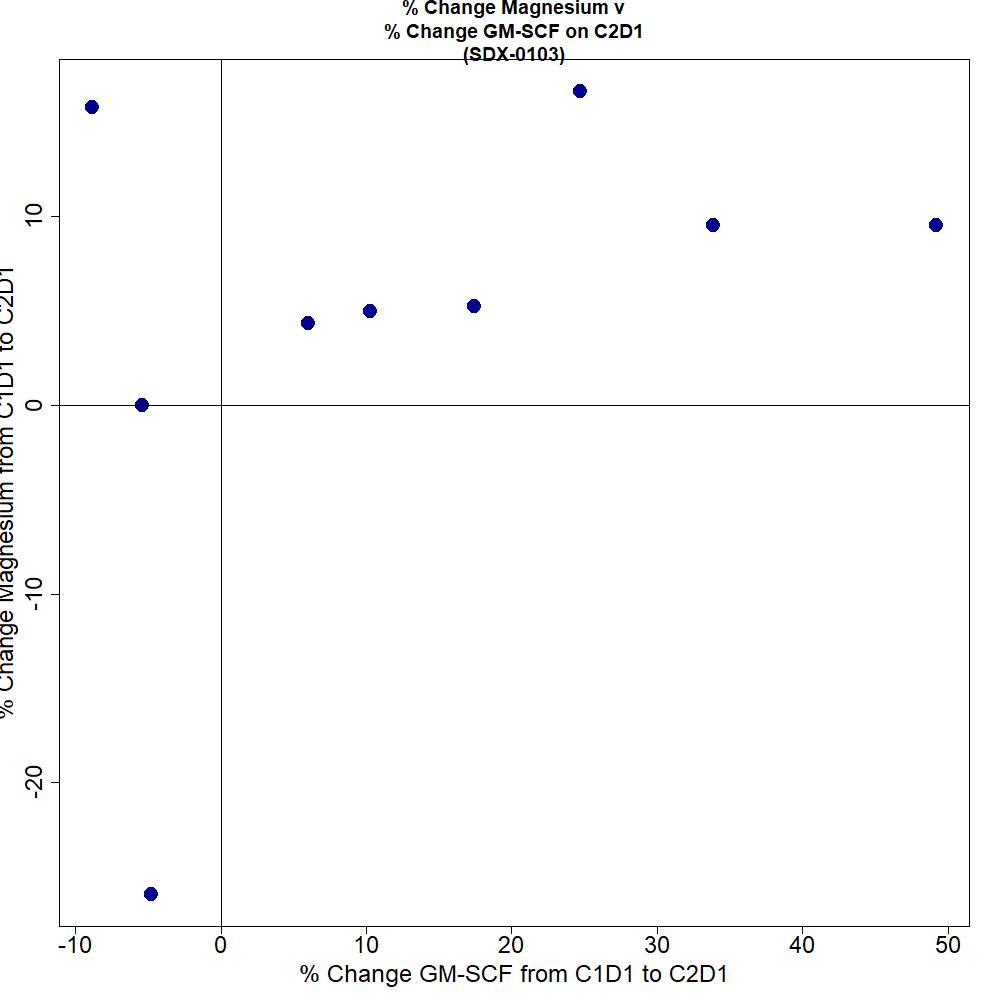 % Change Magnesium v
% Change GM-SCF on C2D1
(SDX-0103)
% Change Magnesium from C1D1 to C2D1
10
0
-10
-20
-10
0
10
20
30
40
50
% Change GM-SCF from C1D1 to C2D1